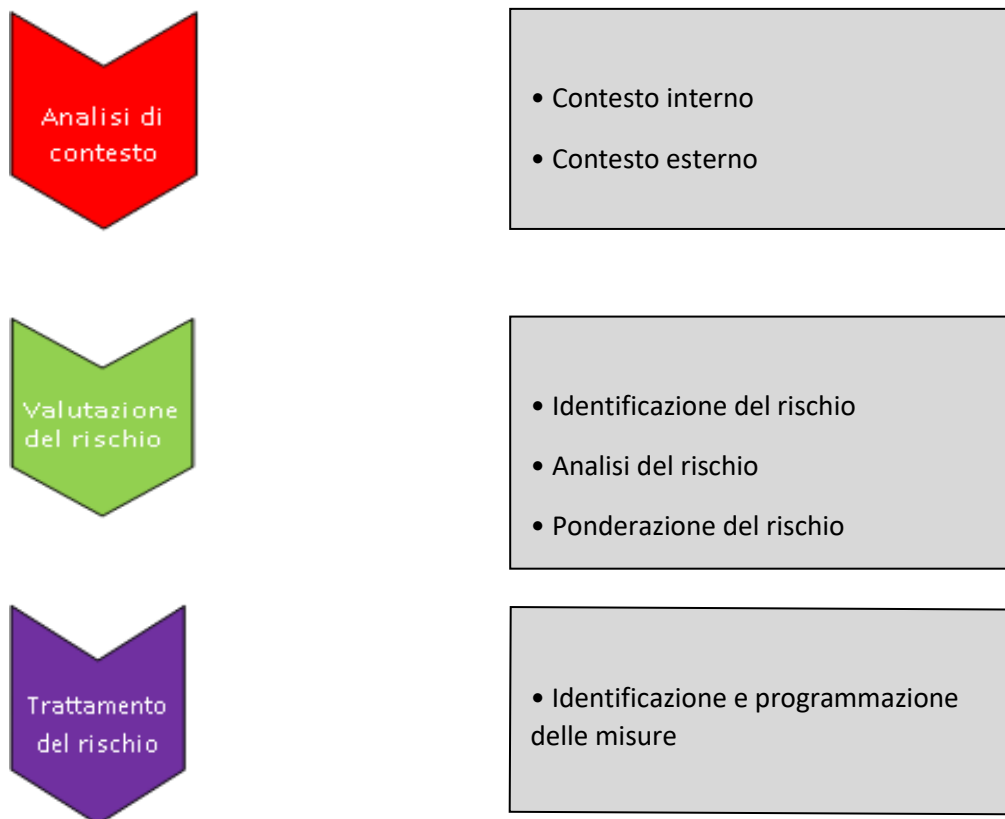 Analisi di
contesto
• Contesto interno
• Contesto esterno
Valutazione
del rischio
• Identificazione del rischio
• Analisi del rischio
• Ponderazione del rischio
Trattamento
del rischio
• Identificazione e programmazione
delle misure